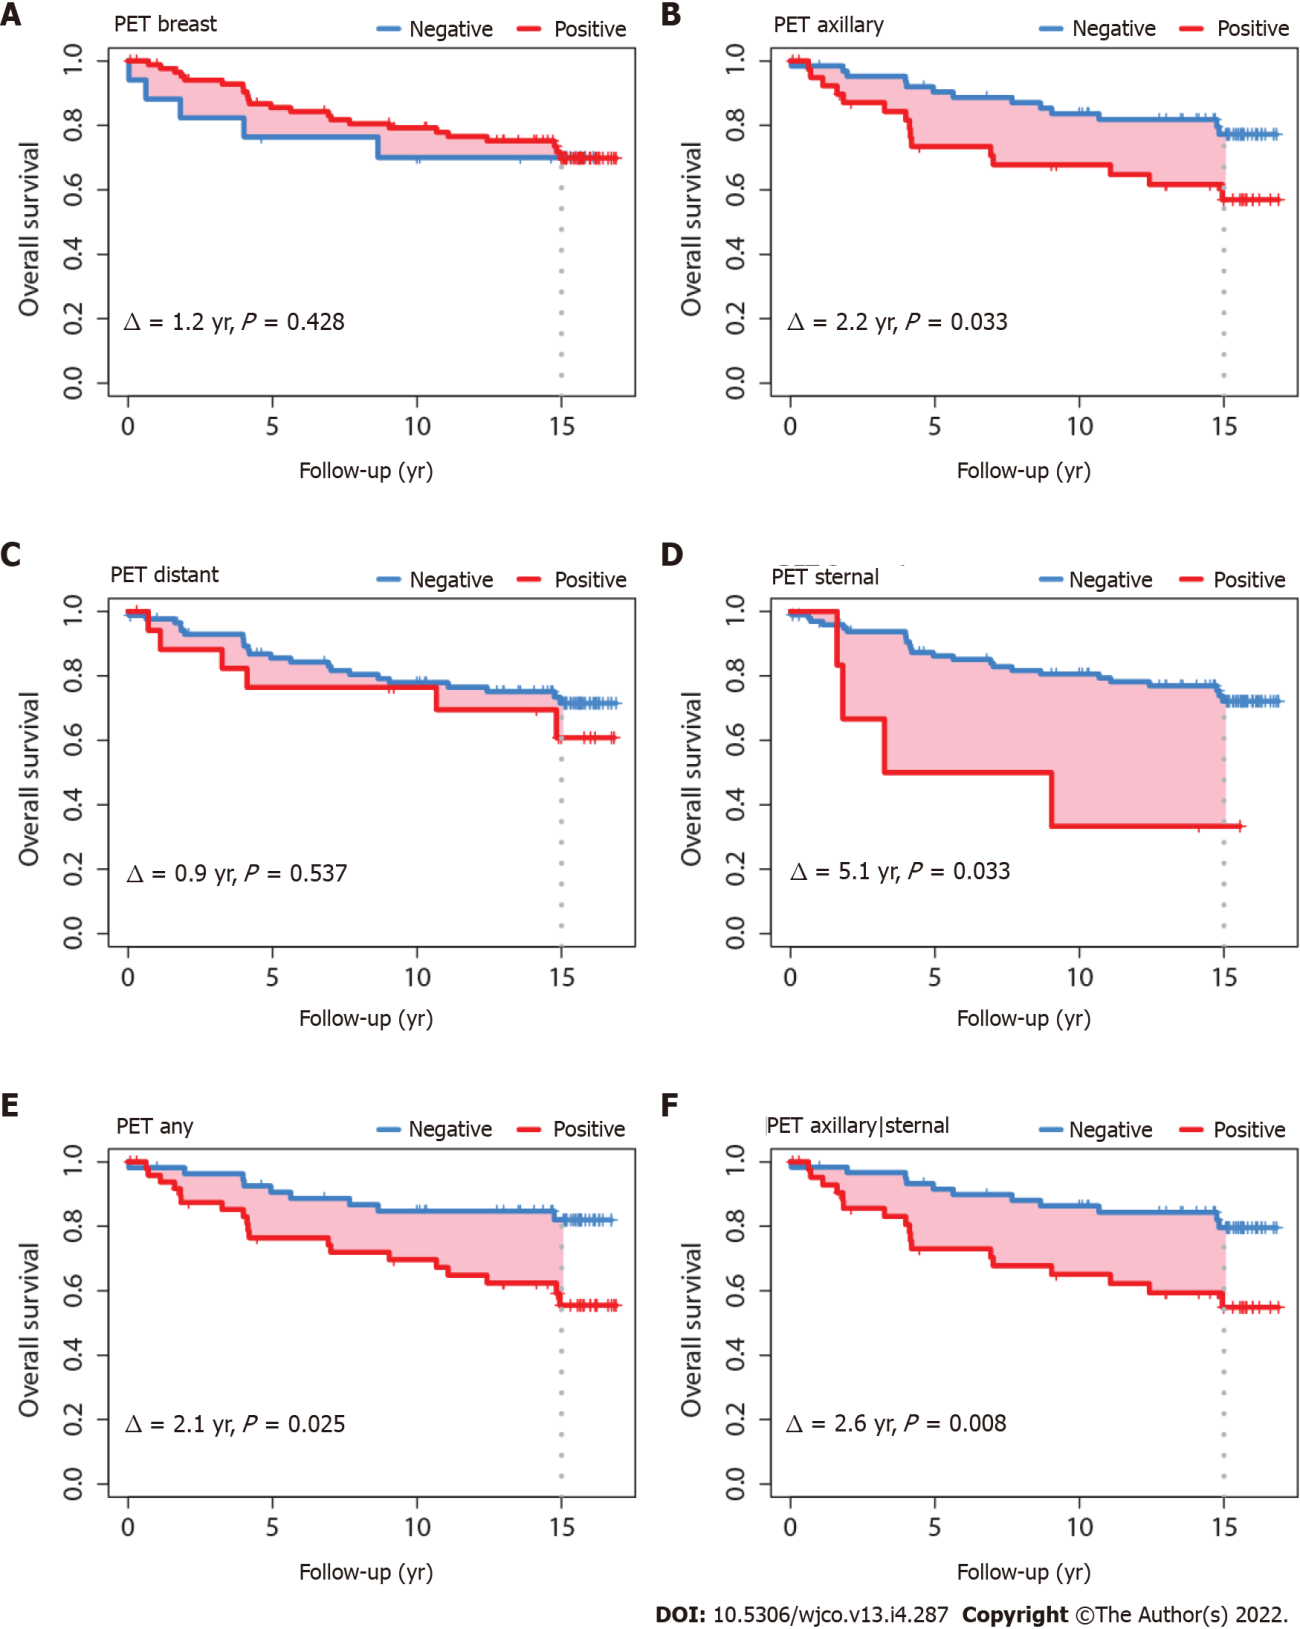 A
PET breast
Negative Positive
Overall survival
1.0
0.8
0.6
0.4
0.2
0.0
Δ = 1.2 yr, P = 0.428
0 5 10 15
Follow-up (yr)
B
PET axillary
Negative Positive
Overall survival
1.0
0.8
0.6
0.4
0.2
0.0
Δ = 2.2 yr, P = 0.033
0 5 10 15
Follow-up (yr)
C
PET distant
Negative Positive
Overall survival
1.0
0.8
0.6
0.4
0.2
0.0
Δ = 0.9 yr, P = 0.537
0 5 10 15
Follow-up (yr)
D
PET sternal
Negative Positive
Overall survival
1.0
0.8
0.6
0.4
0.2
0.0
Δ = 5.1 yr, P = 0.033
0 5 10 15
Follow-up (yr)
E
PET any
Negative Positive
Overall survival
1.0
0.8
0.6
0.4
0.2
0.0
Δ = 2.1 yr, P = 0.025
0 5 10 15
Follow-up (yr)
F
PET axillary|sternal
Negative Positive
Overall survival
1.0
0.8
0.6
0.4
0.2
0.0
Δ = 2.6 yr, P = 0.008
0 5 10 15
Follow-up (yr)
DOI: 10.5306/wjco.v13.i4.287 Copyright ©The Author(s) 2022.